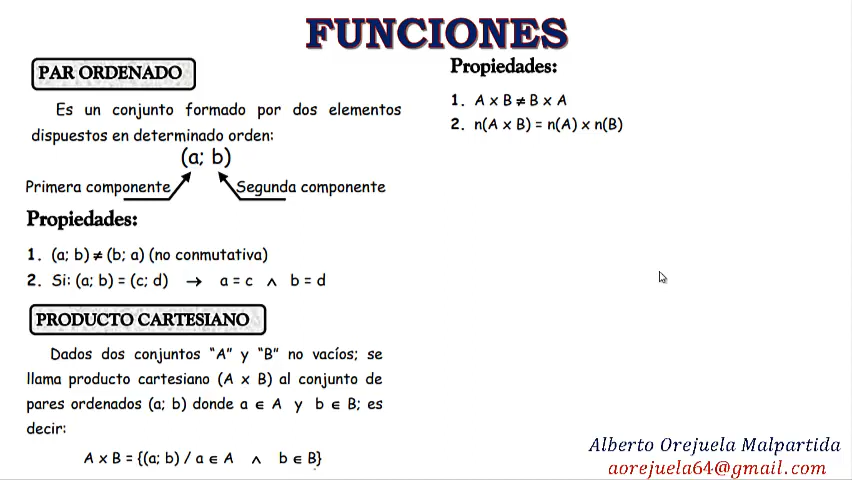 FUNCIONES
PAR ORDENADO
Es un conjunto formado por dos elementos
dispuestos en determinado orden:
(a; b)
Primera componente
Segunda componente
Propiedades:
1. (a; b) ≠ (b; a) (no conmutativa)
2. Si: (a; b) = (c; d) → a = c ∧ b = d
PRODUCTO CARTESIANO
Dados dos conjuntos “A” y “B” no vacíos; se
llama producto cartesiano (A x B) al conjunto de
pares ordenados (a; b) donde a ∈ A y b ∈ B; es
decir:
A x B = {(a; b) / a ∈ A ∧ b ∈ B}
Propiedades:
1. A x B ≠ B x A
2. n(A x B) = n(A) x n(B)
Alberto Orejuela Malpartida
aorejuela64@gmail.com